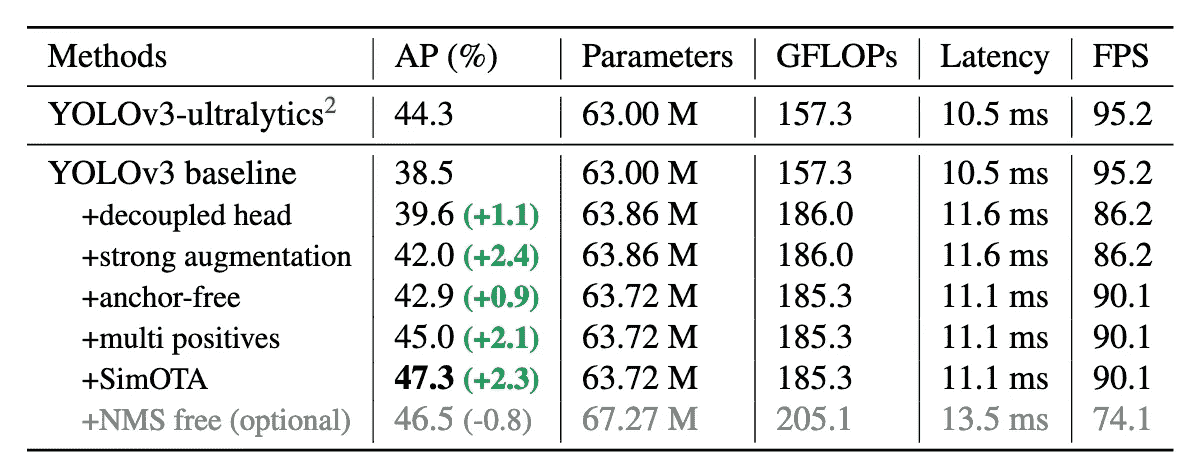 Methods AP (%) Parameters GFLOPs Latency FPS
YOLOv3-ultralytics² 44.3 63.00 M 157.3 10.5 ms 95.2
YOLOv3 baseline 38.5 63.00 M 157.3 10.5 ms 95.2
+decoupled head 39.6 (+1.1) 63.86 M 186.0 11.6 ms 86.2
+strong augmentation 42.0 (+2.4) 63.86 M 186.0 11.6 ms 86.2
+anchor-free 42.9 (+0.9) 63.72 M 185.3 11.1 ms 90.1
+multi positives 45.0 (+2.1) 63.72 M 185.3 11.1 ms 90.1
+SimOTA 47.3 (+2.3) 63.72 M 185.3 11.1 ms 90.1
+NMS free (optional) 46.5 (-0.8) 67.27 M 205.1 13.5 ms 74.1